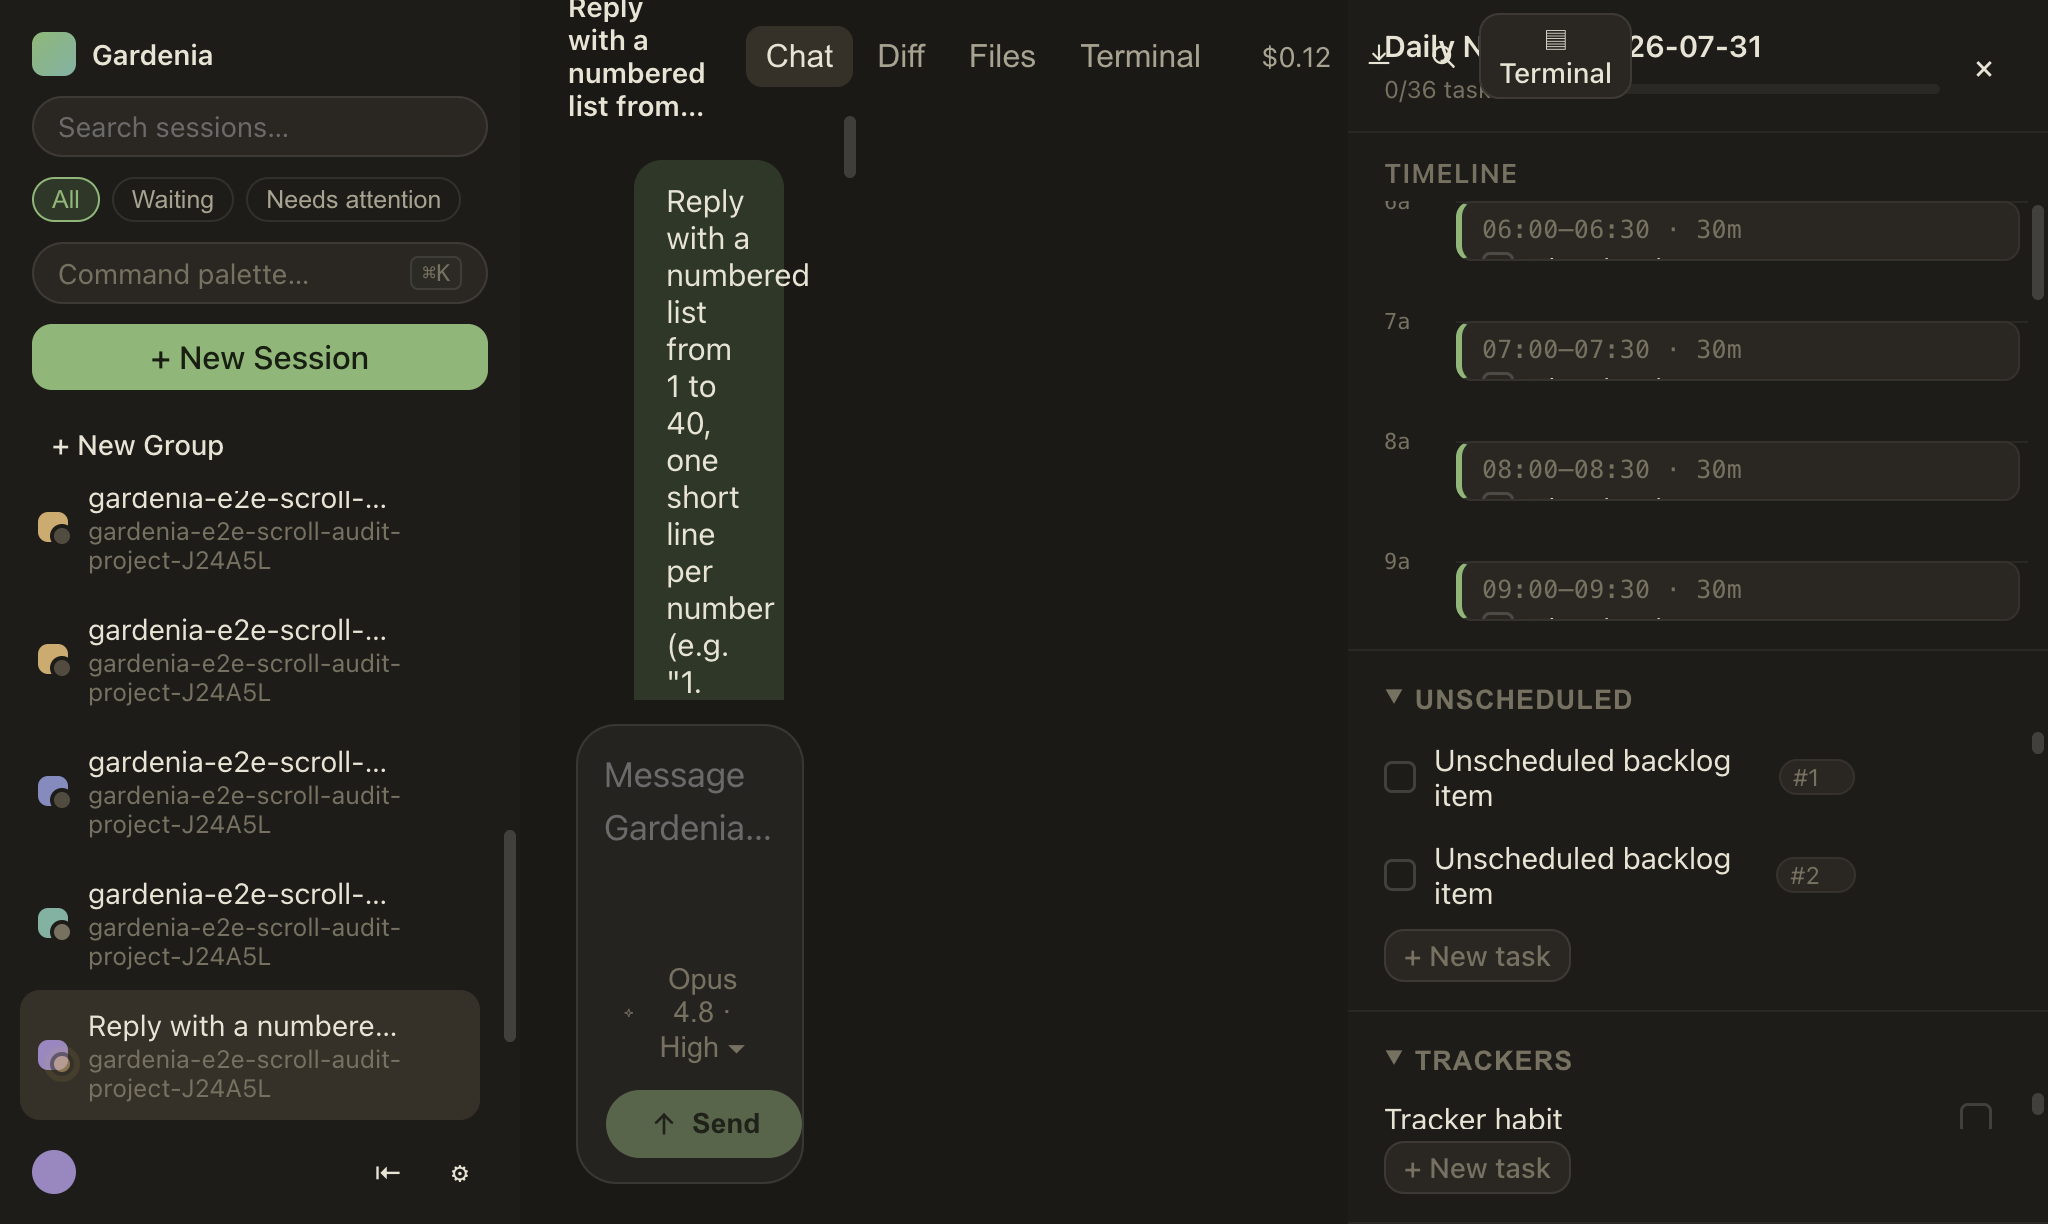 Gardenia
Search sessions...
All
Waiting
Needs attention
Command palette...
⌘K
+ New Session
+ New Group
gardenia-e2e-scroll-...
gardenia-e2e-scroll-audit-
project-J24A5L
gardenia-e2e-scroll-...
gardenia-e2e-scroll-audit-
project-J24A5L
gardenia-e2e-scroll-...
gardenia-e2e-scroll-audit-
project-J24A5L
gardenia-e2e-scroll-...
gardenia-e2e-scroll-audit-
project-J24A5L
Reply with a numbere...
gardenia-e2e-scroll-audit-
project-J24A5L
Reply
with a
numbered
list from...
Chat
Diff
Files
Terminal
$0.12
Reply
with a
numbered
list
from
1 to
40,
one
short
line
per
number
(e.g.
"1.
Message
Gardenia...
Opus
4.8 ·
High
↑ Send
Daily N
Terminal
26-07-31
0/36 task
TIMELINE
6a
06:00–06:30 · 30m
7a
07:00–07:30 · 30m
8a
08:00–08:30 · 30m
9a
09:00–09:30 · 30m
UNSCHEDULED
Unscheduled backlog
item
#1
Unscheduled backlog
item
#2
+ New task
TRACKERS
Tracker habit
+ New task